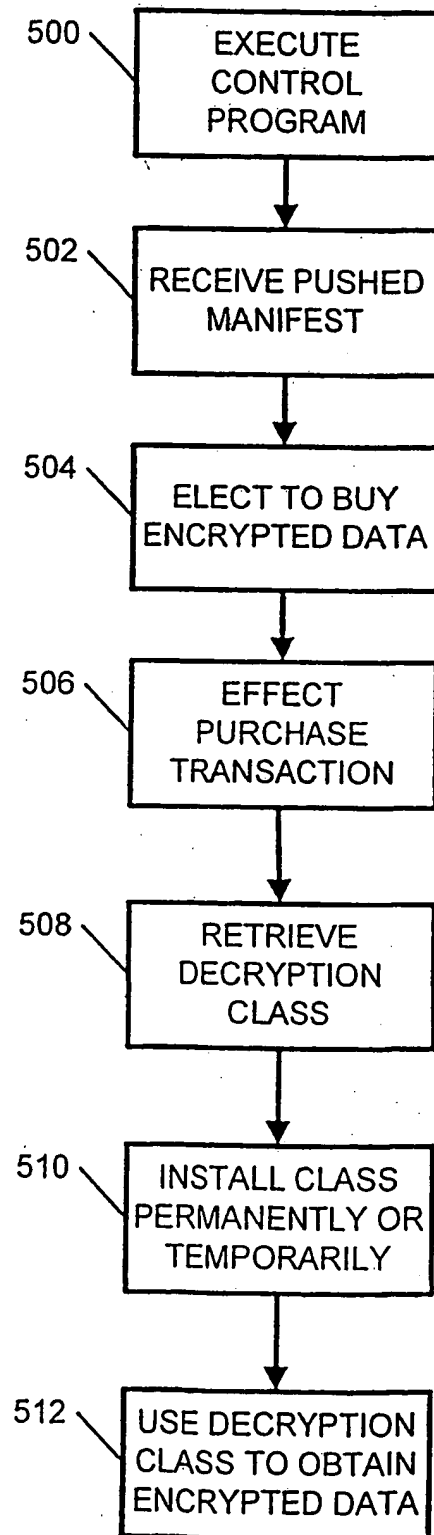 500
EXECUTE
CONTROL
PROGRAM
502
RECEIVE PUSHED
MANIFEST
504
ELECT TO BUY
ENCRYPTED DATA
506
EFFECT
PURCHASE
TRANSACTION
508
RETRIEVE
DECRYPTION
CLASS
510
INSTALL CLASS
PERMANENTLY OR
TEMPORARILY
512
USE DECRYPTION
CLASS TO OBTAIN
ENCRYPTED DATA